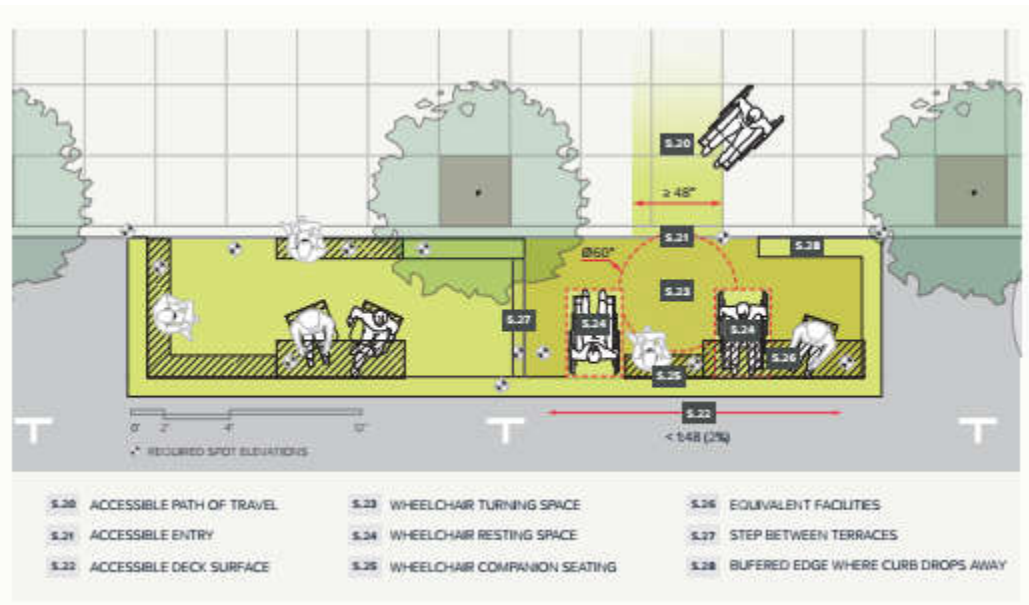 S.20
≥ 48"
S.21
S.28
Ø60"
S.23
S.27
S.24
S.24
S.26
S.25
S.22
< 1:48 (2%)
0' 2' 4' 12'
REQUIRED SPOT ELEVATIONS
S.20 ACCESSIBLE PATH OF TRAVEL
S.21 ACCESSIBLE ENTRY
S.22 ACCESSIBLE DECK SURFACE
S.23 WHEELCHAIR TURNING SPACE
S.24 WHEELCHAIR RESTING SPACE
S.25 WHEELCHAIR COMPANION SEATING
S.26 EQUIVALENT FACILITIES
S.27 STEP BETWEEN TERRACES
S.28 BUFERED EDGE WHERE CURB DROPS AWAY